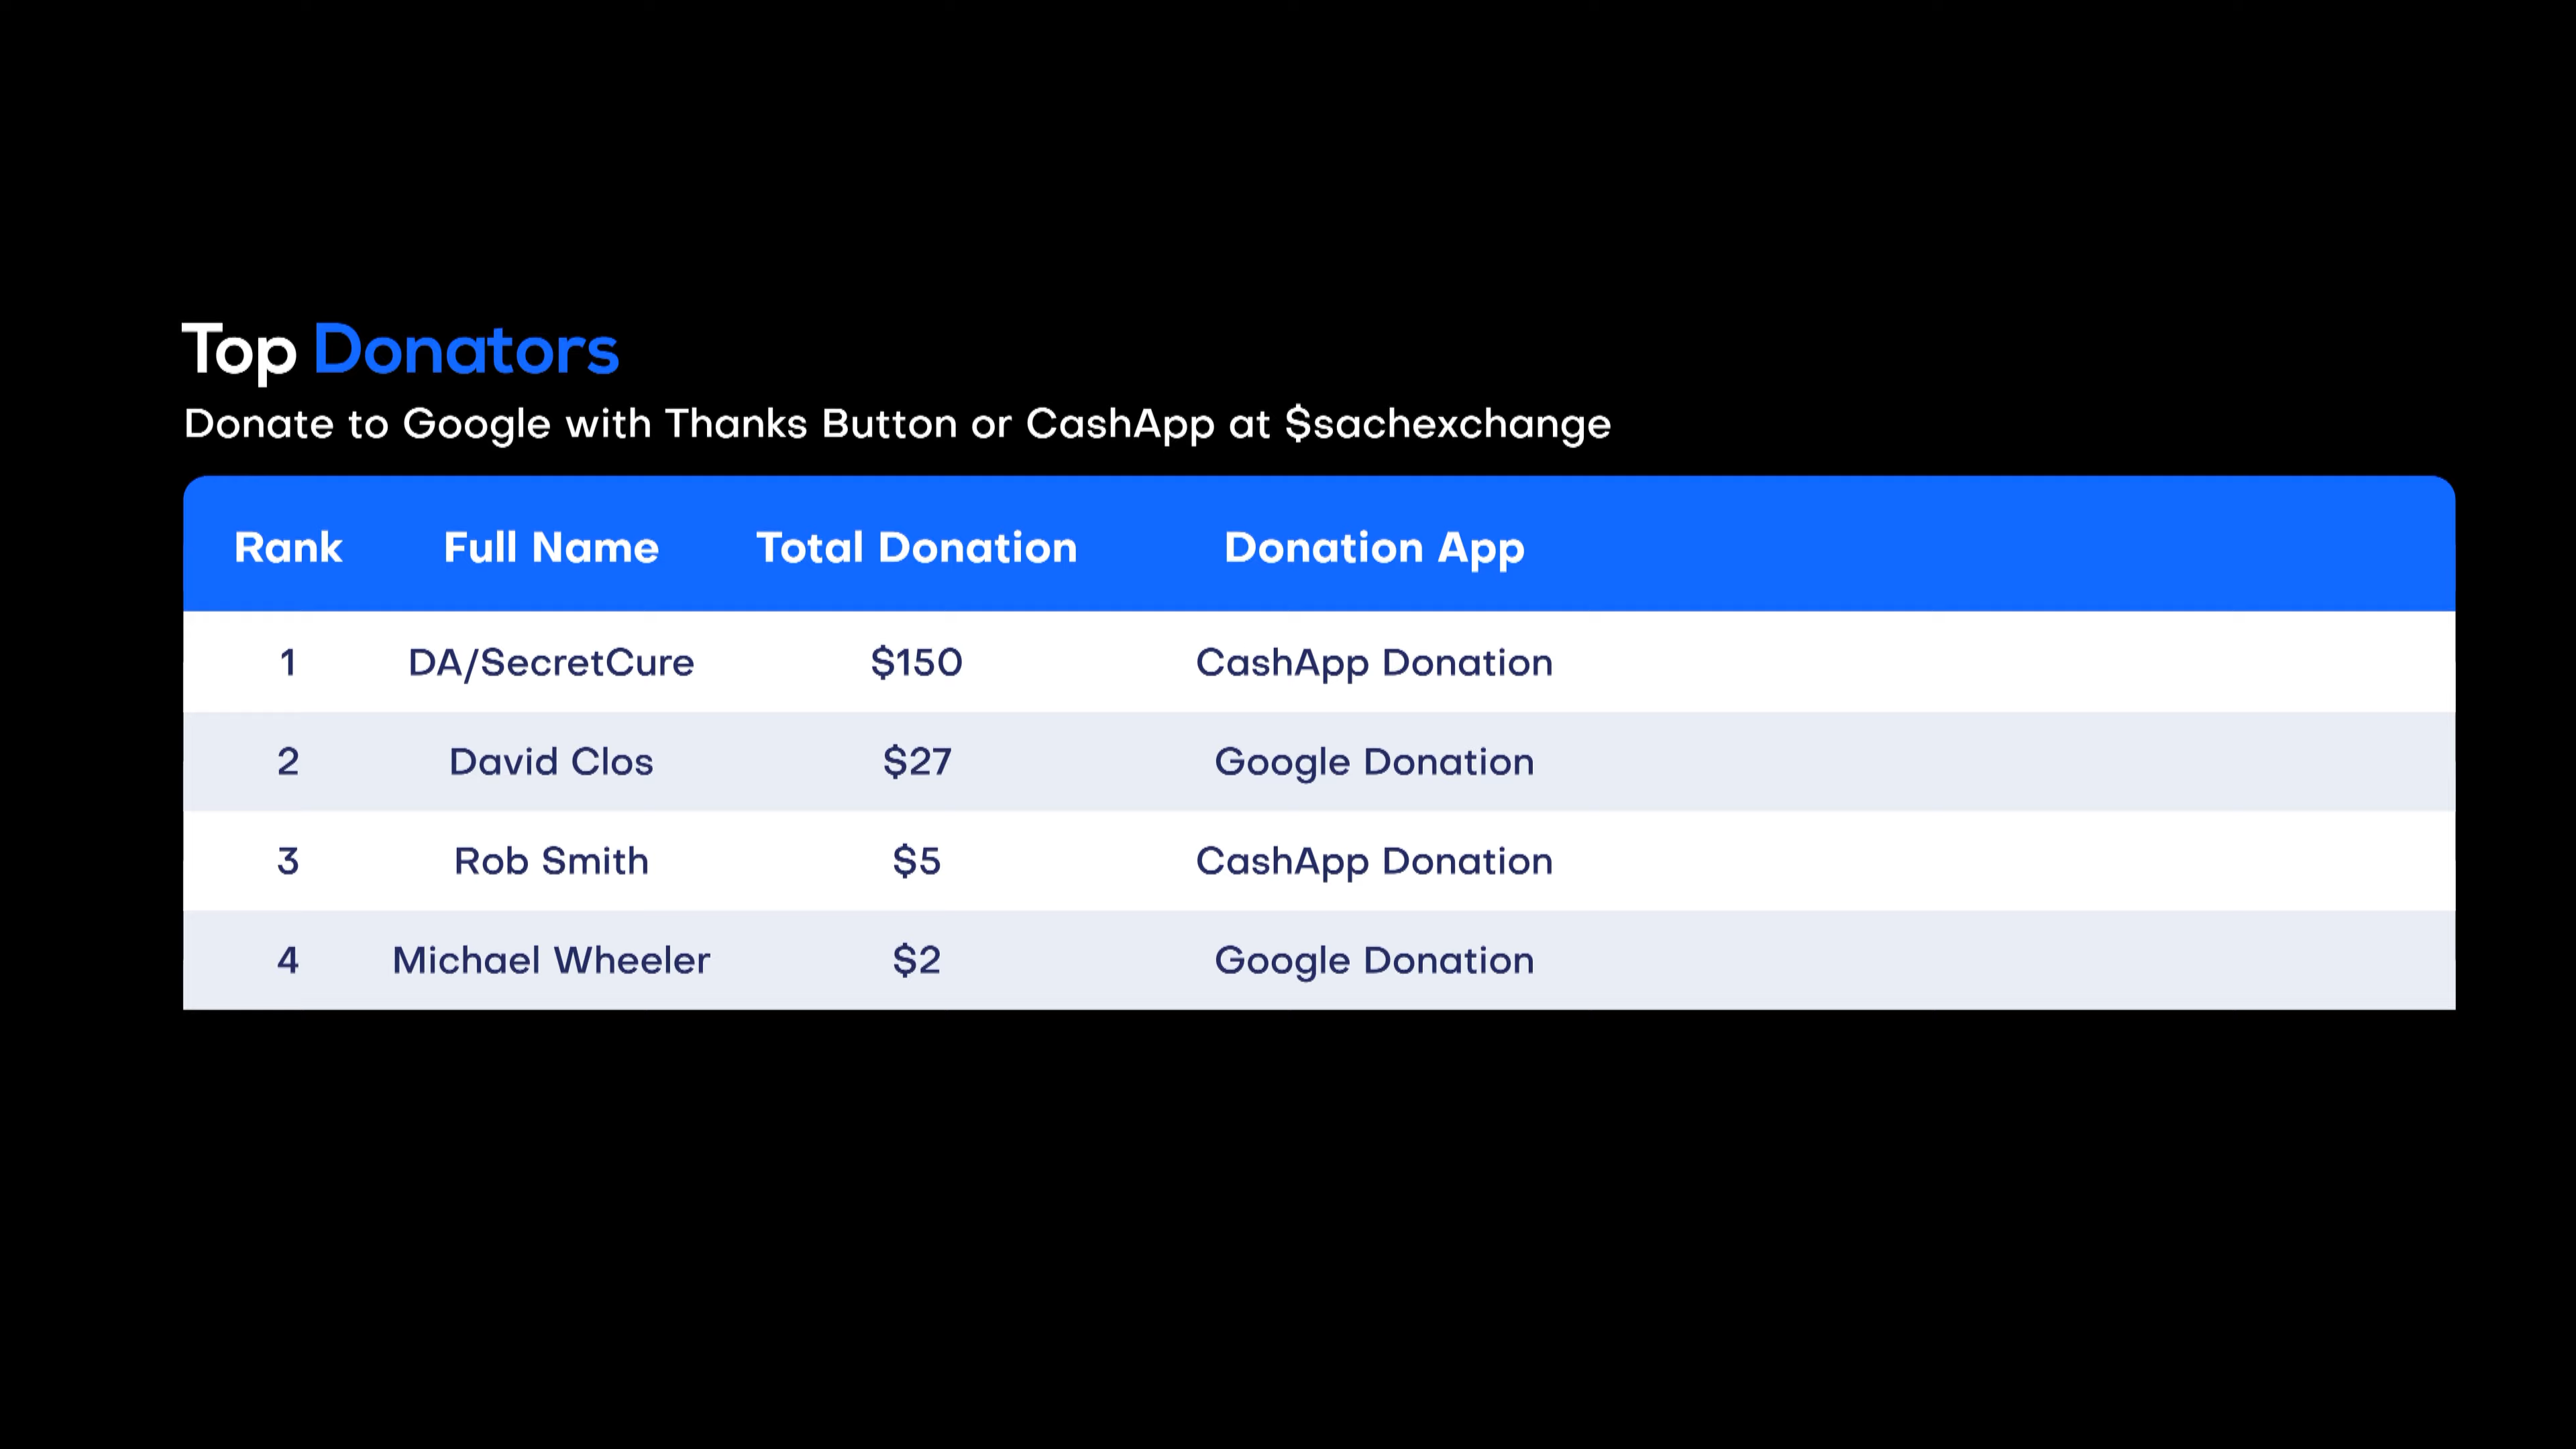 Top Donators
Donate to Google with Thanks Button or CashApp at $sachexchange
Rank Full Name Total Donation Donation App
1 DA/SecretCure $150 CashApp Donation
2 David Clos $27 Google Donation
3 Rob Smith $5 CashApp Donation
4 Michael Wheeler $2 Google Donation